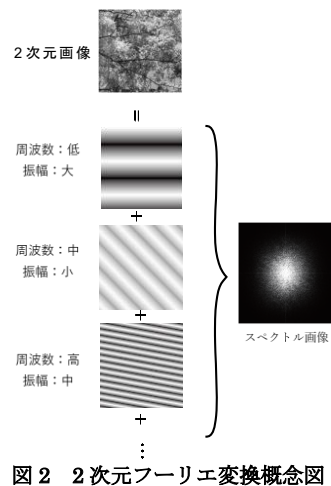 2次元画像
周波数：低
振幅：大
周波数：中
振幅：小
周波数：高
振幅：中
スペクトル画像
図2　2次元フーリエ変換概念図